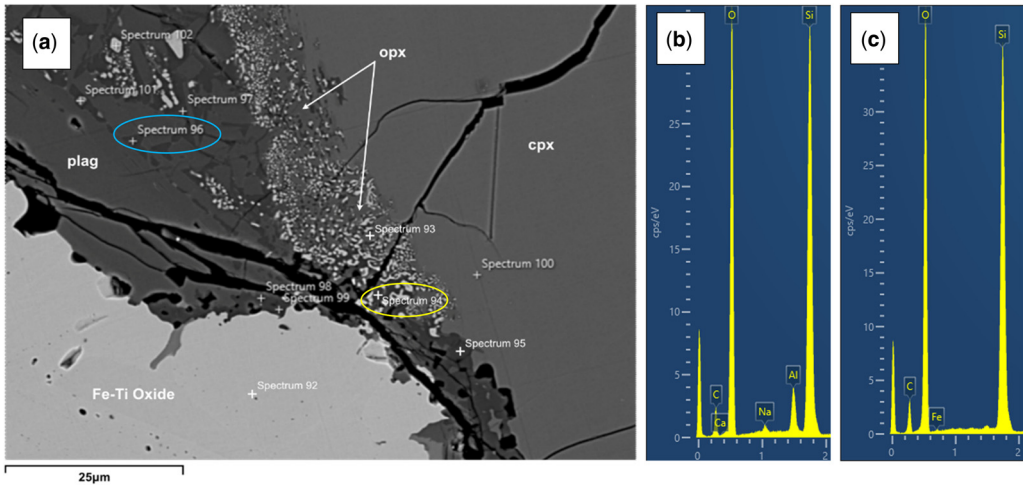 (a)
Spectrum 102
opx
Spectrum 101
Spectrum 97
Spectrum 96
cpx
plag
Spectrum 93
Spectrum 100
Spectrum 98
Spectrum 99
Spectrum 94
Spectrum 95
Spectrum 92
Fe-Ti Oxide
25µm
(b)
O
Si
25
20
cps/eV
15
10
5
C
Ca
Na
Al
0
0
1
2
(c)
O
Si
30
cps/eV
20
10
C
Fe
0
0
1
2